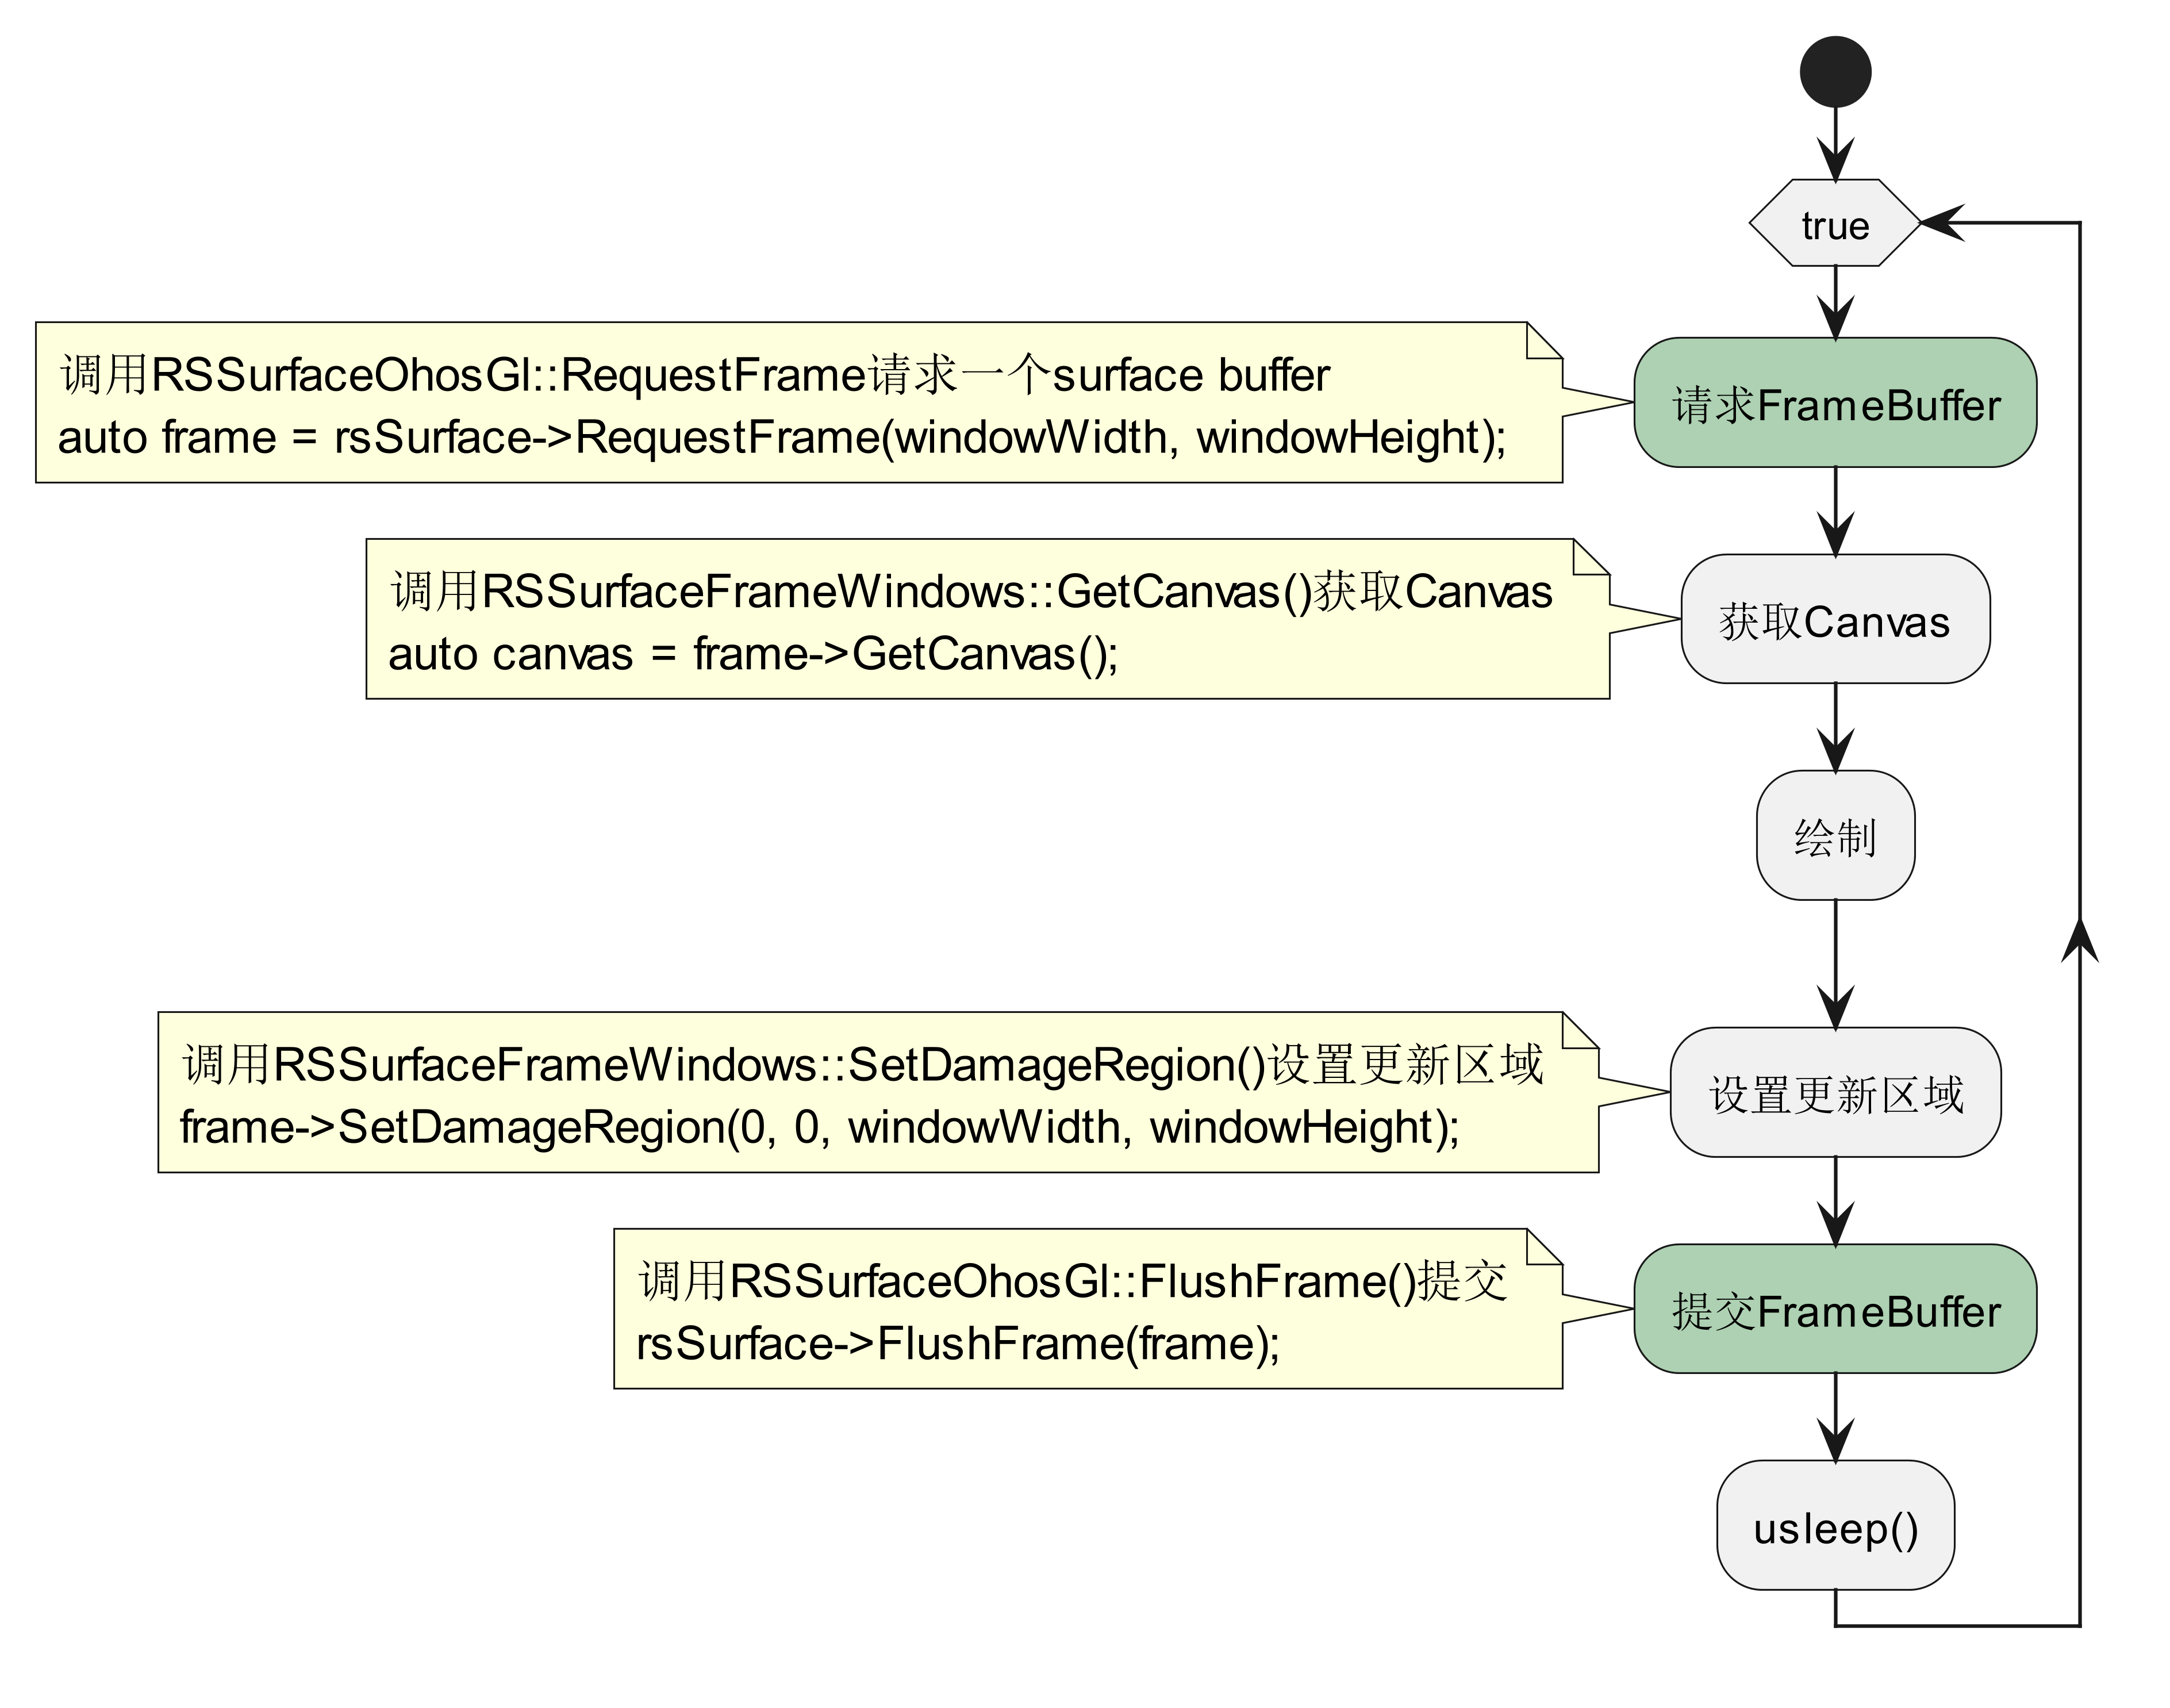 true
调用RSSurfaceOhosGl::RequestFrame请求一个surface buffer
auto frame = rsSurface->RequestFrame(windowWidth, windowHeight);
请求FrameBuffer
调用RSSurfaceFrameWindows::GetCanvas()获取Canvas
auto canvas = frame->GetCanvas();
获取Canvas
绘制
调用RSSurfaceFrameWindows::SetDamageRegion()设置更新区域
frame->SetDamageRegion(0, 0, windowWidth, windowHeight);
设置更新区域
调用RSSurfaceOhosGl::FlushFrame()提交
rsSurface->FlushFrame(frame);
提交FrameBuffer
usleep()